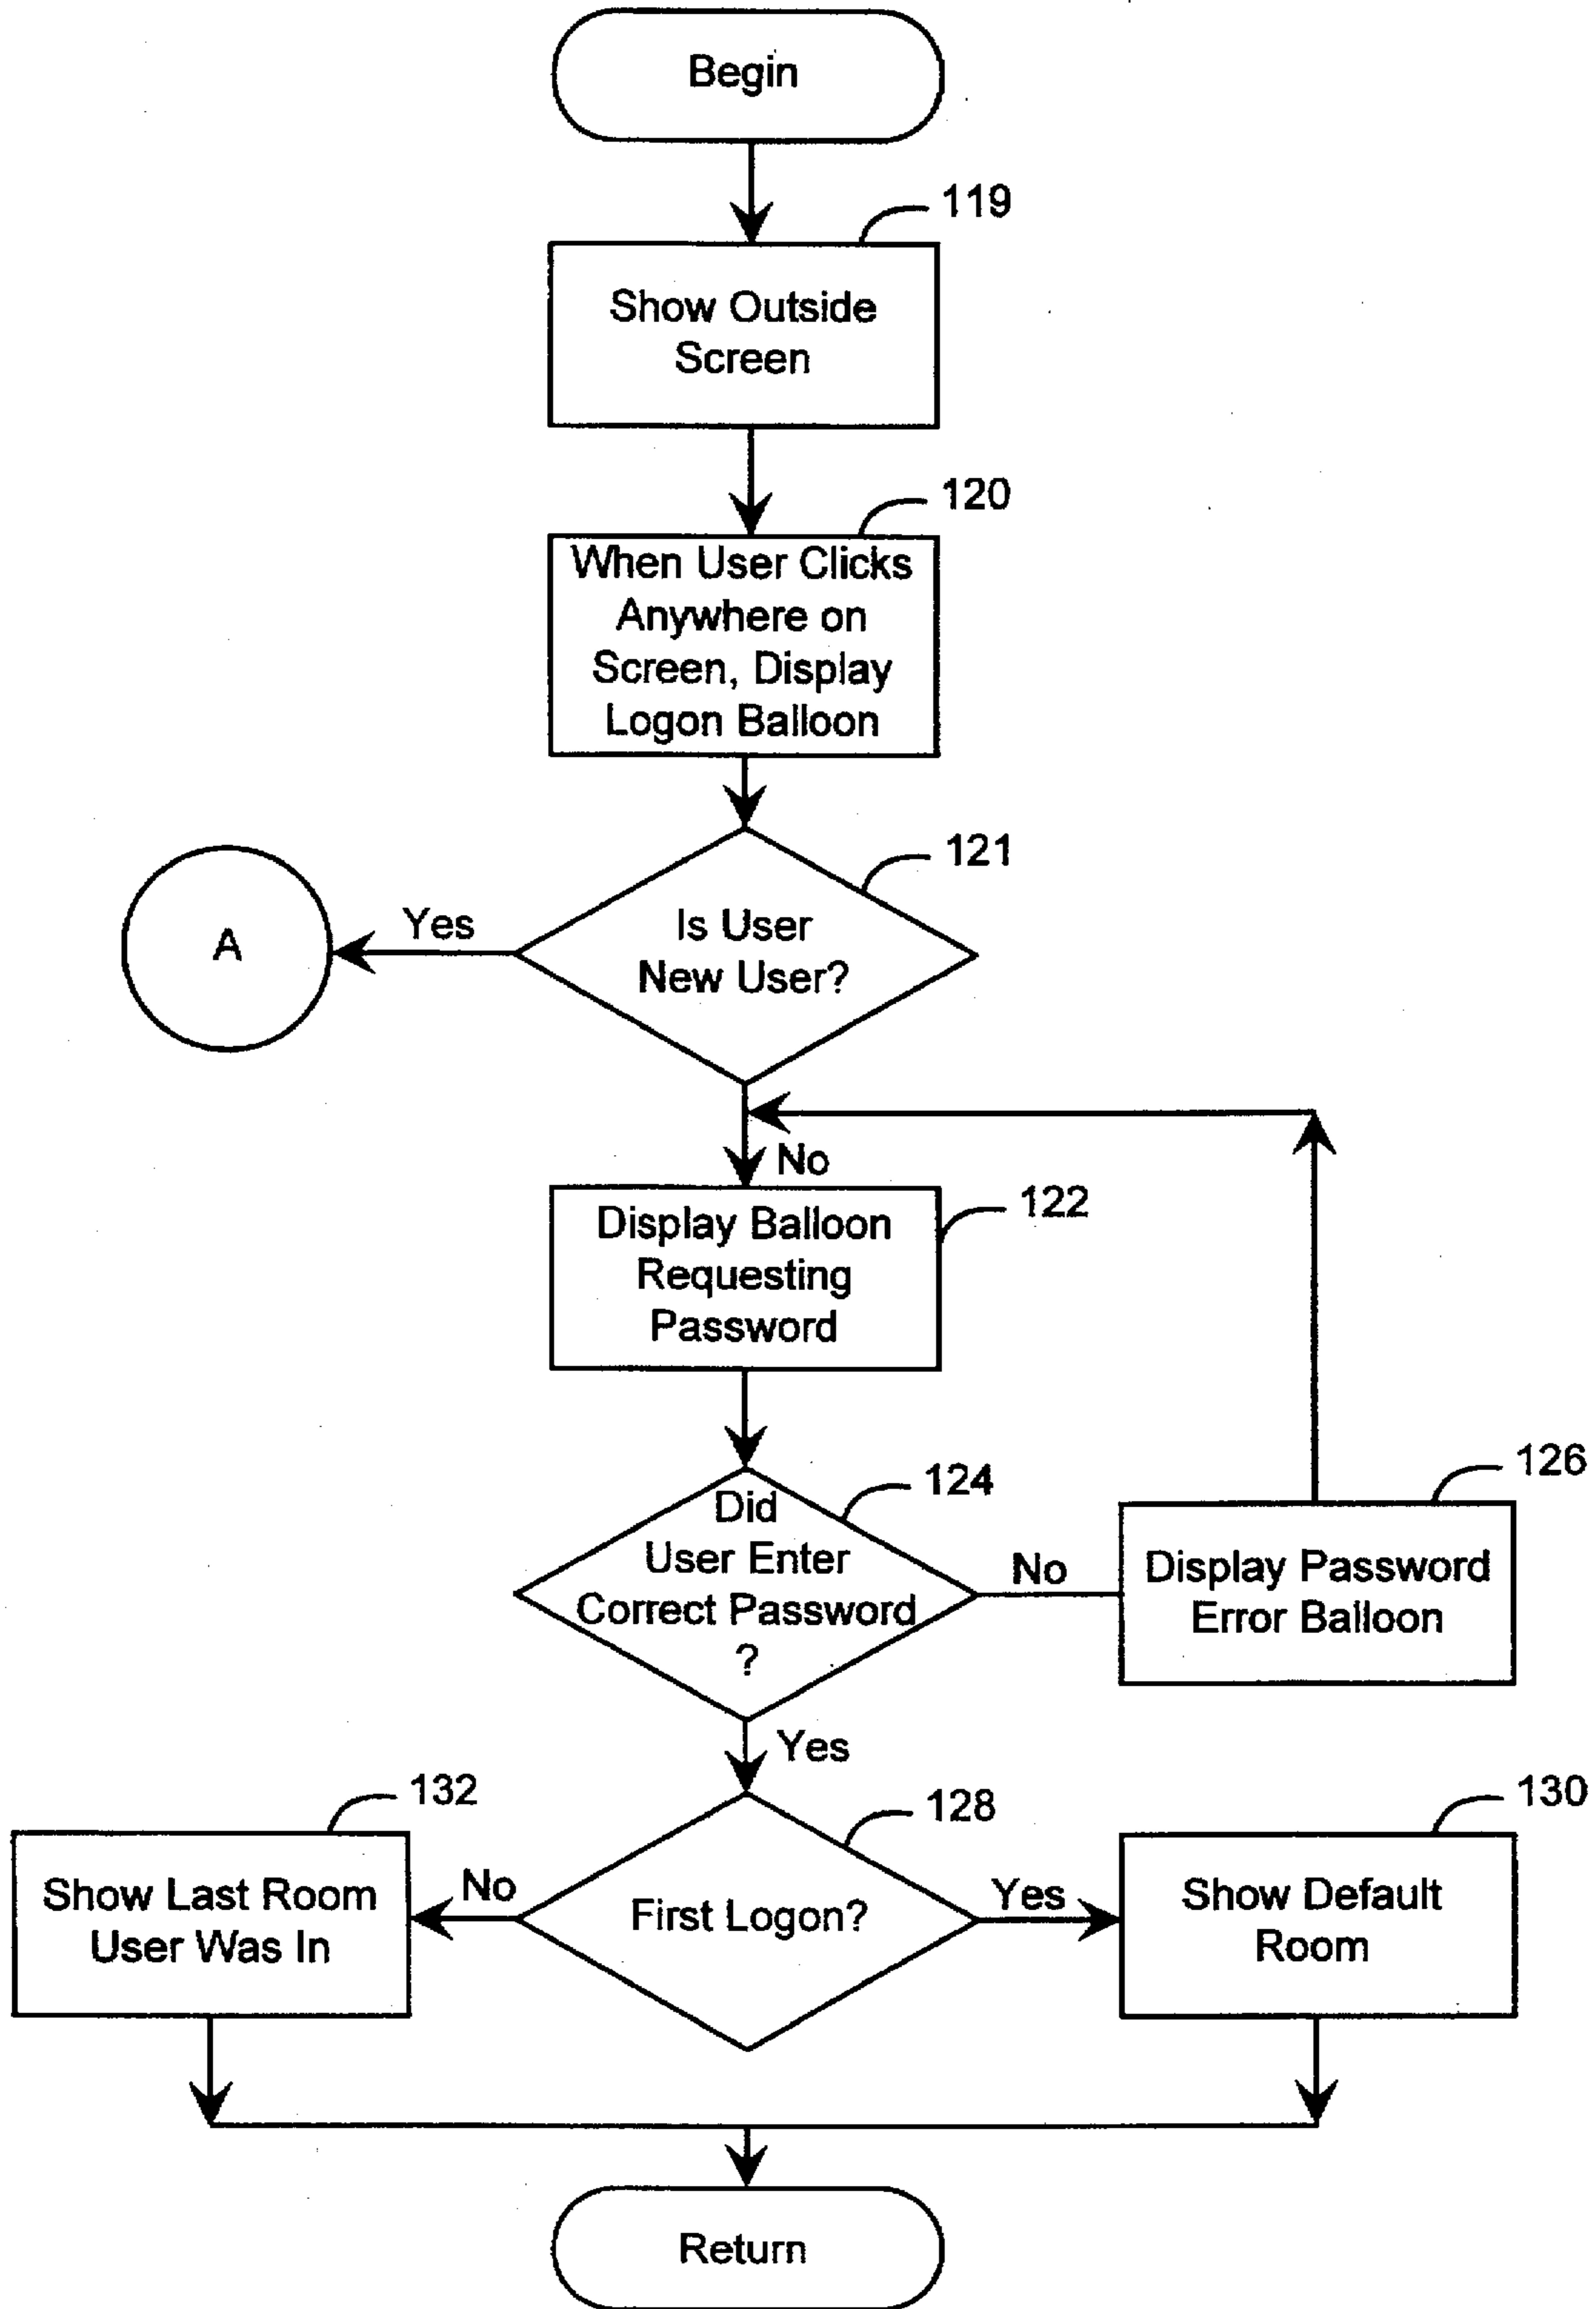 Begin
119
Show Outside
Screen
120
When User Clicks
Anywhere on
Screen, Display
Logon Balloon
121
Is User
New User?
Yes
A
No
122
Display Balloon
Requesting
Password
124
Did
User Enter
Correct Password
?
No
126
Display Password
Error Balloon
Yes
128
First Logon?
No
132
Show Last Room
User Was In
Yes
130
Show Default
Room
Return